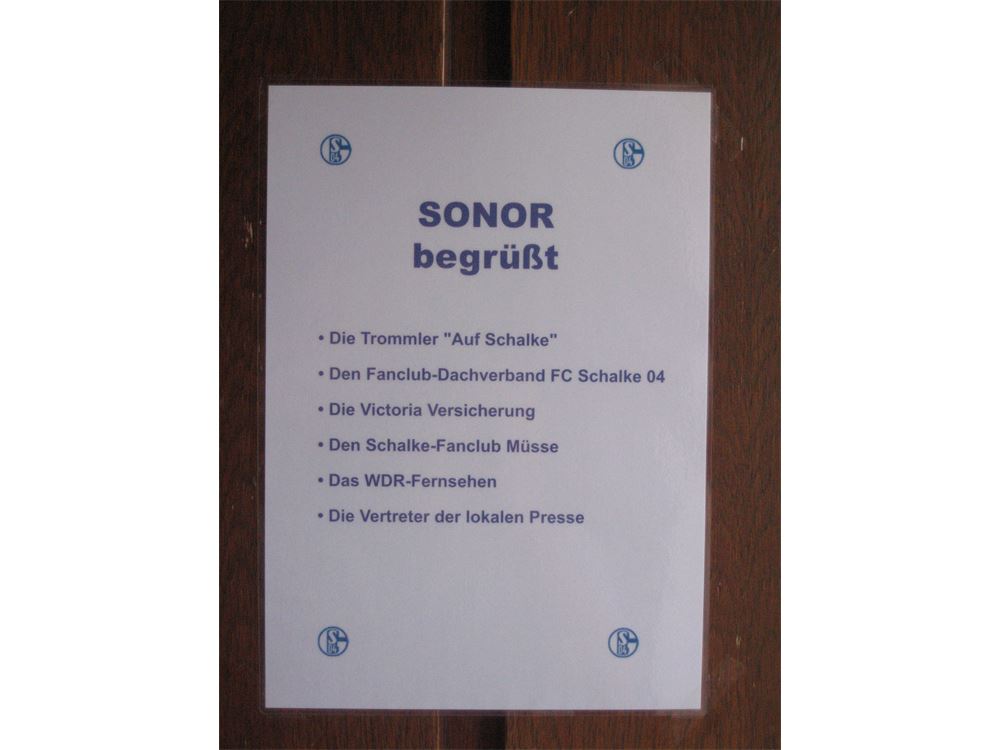 SONOR
begrüßt
• Die Trommler "Auf Schalke"
• Den Fanclub-Dachverband FC Schalke 04
• Die Victoria Versicherung
• Den Schalke-Fanclub Müsse
• Das WDR-Fernsehen
• Die Vertreter der lokalen Presse